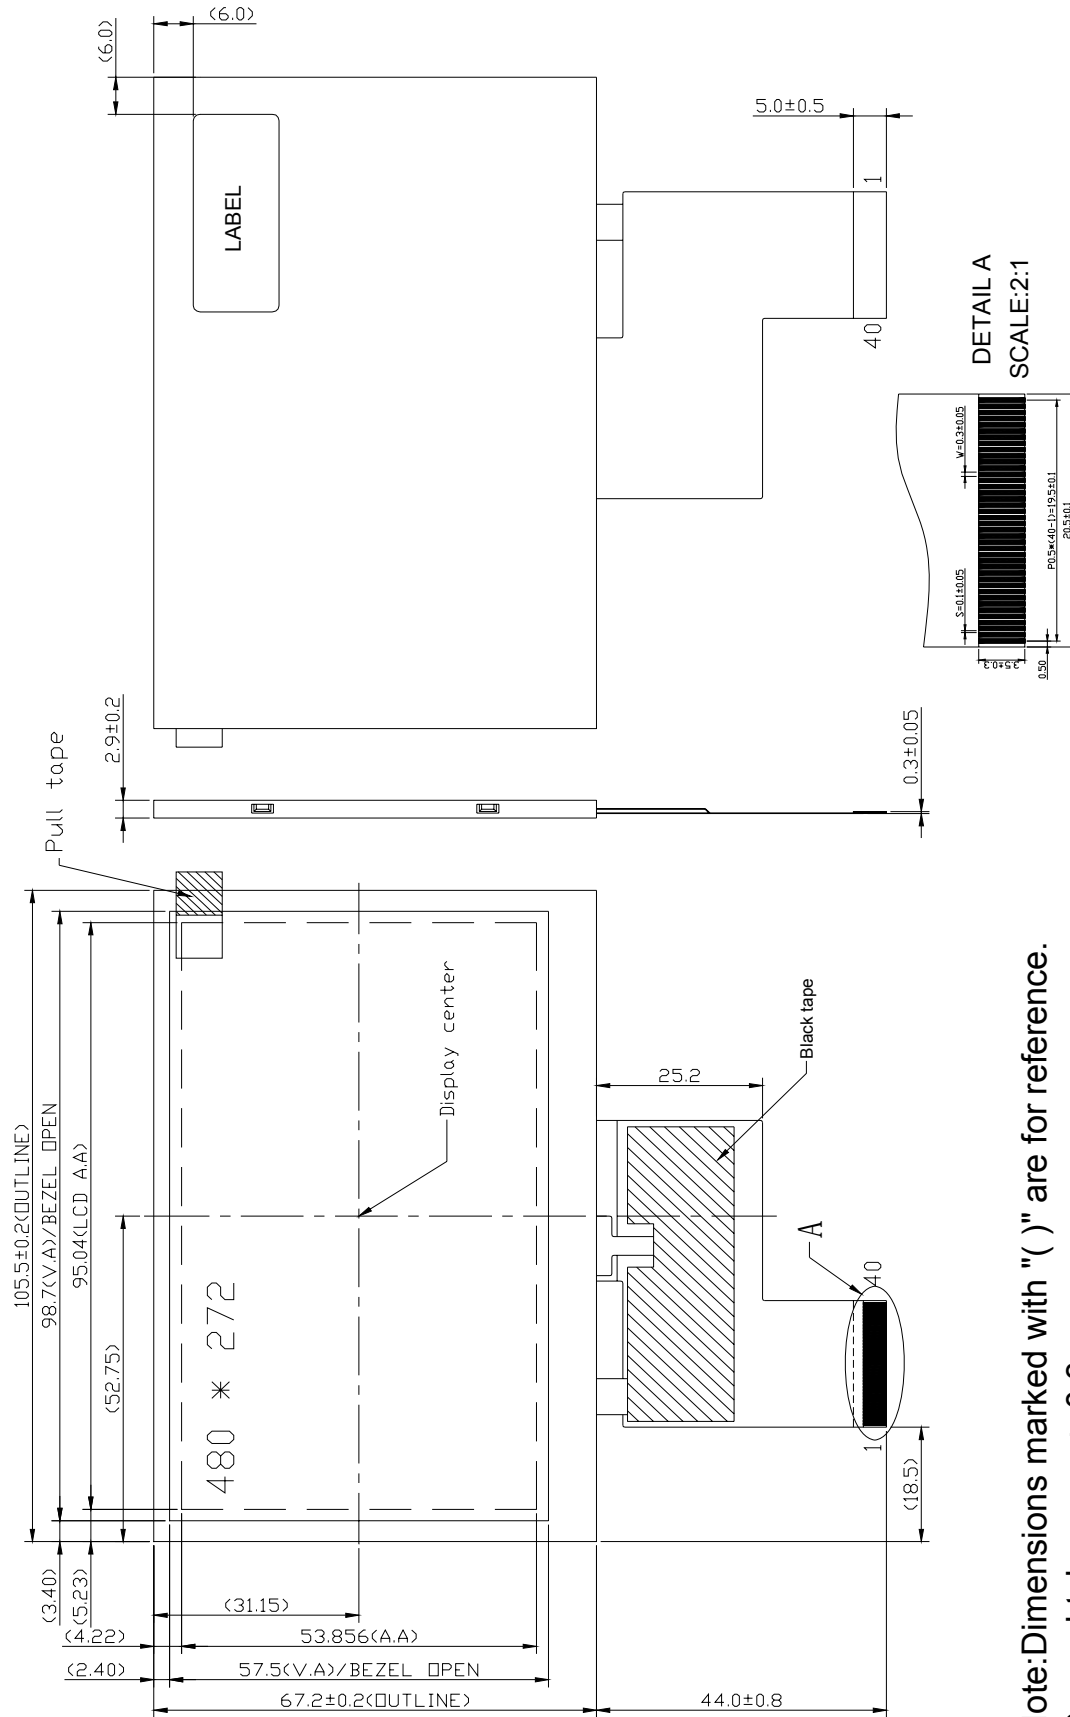 (6.0)
(6.0)
LABEL
5.0±0.5
1
40
DETAIL A
SCALE:2:1
W=0.3±0.05
S=0.1±0.05
P0.5*(40-1)=19.5±0.1
20.5±0.1
3.5±0.3
0.50
2.9±0.2
Pull tape
0.3±0.05
105.5±0.2(OUTLINE)
98.7(V.A)/BEZEL OPEN
95.04(LCD A.A)
(52.75)
480 * 272
Display center
25.2
Black tape
A
1
40
(18.5)
(3.40)
(5.23)
(31.15)
(4.22)
53.856(A.A)
(2.40)
57.5(V.A)/BEZEL OPEN
67.2±0.2(OUTLINE)
44.0±0.8
ote:Dimensions marked with "( )" are for reference.